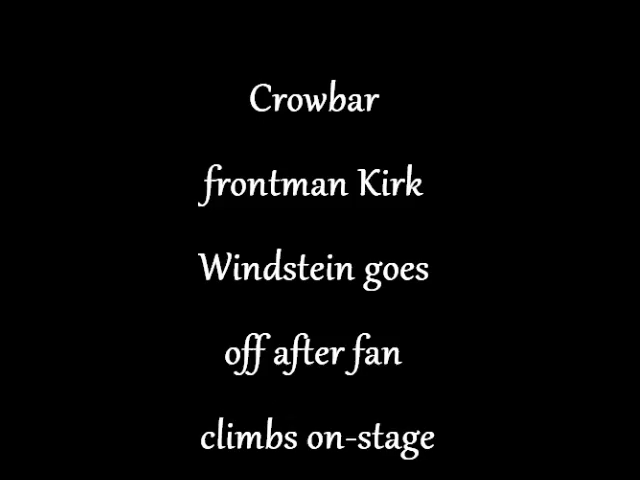 Crowbar
frontman Kirk
Windstein goes
off after fan
climbs on-stage